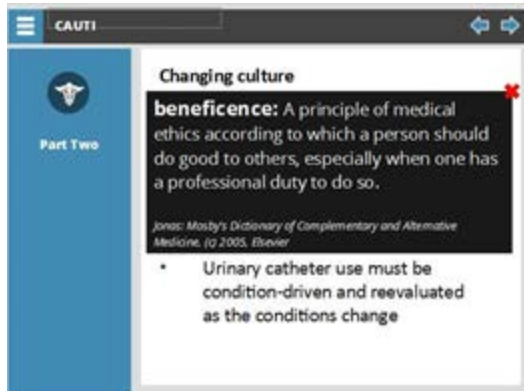 CAUTI
Part Two
Changing culture
beneficence: A principle of medical
ethics according to which a person should
do good to others, especially when one has
a professional duty to do so.
Jonas: Mosby's Dictionary of Complementary and Alternative
Medicine. (c) 2005, Elsevier
• Urinary catheter use must be
condition-driven and reevaluated
as the conditions change